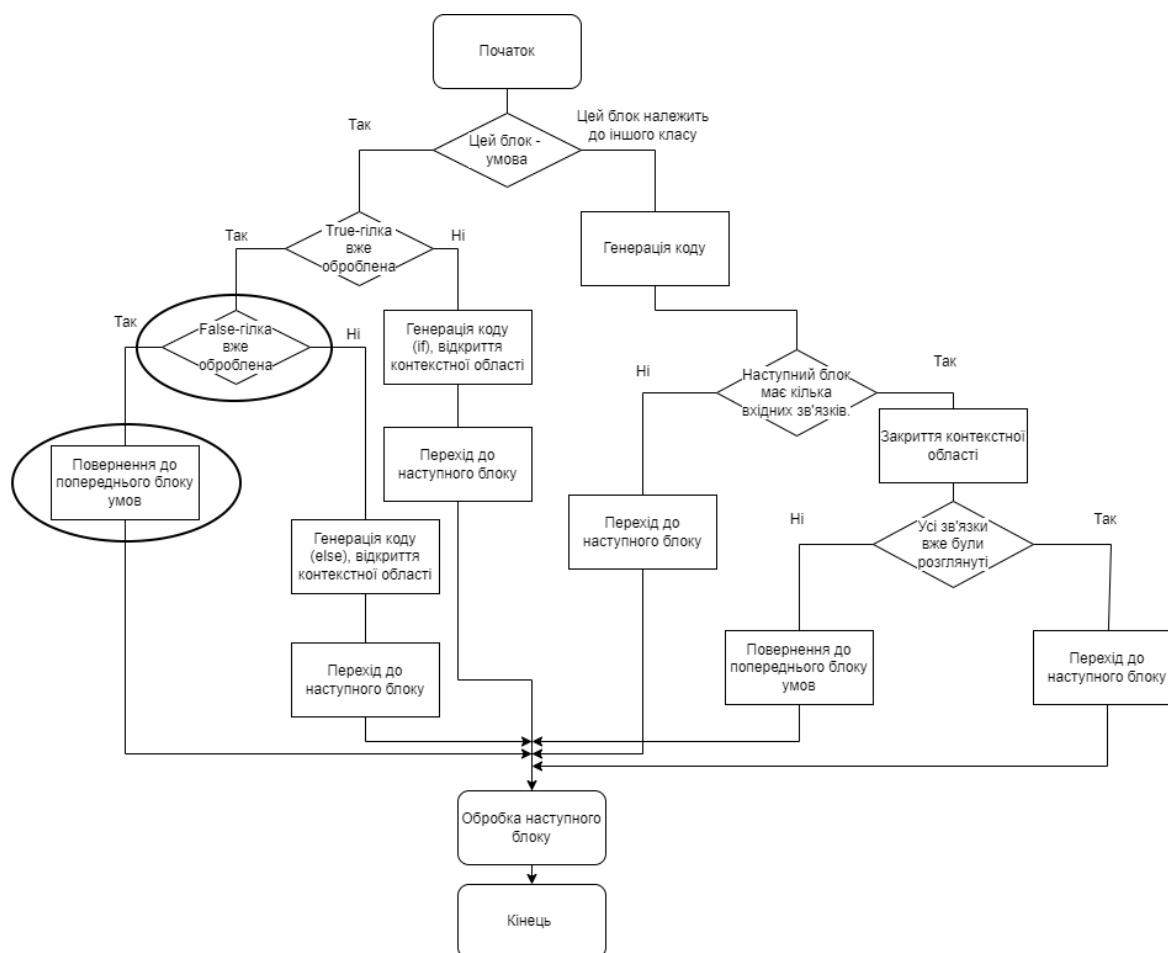 Початок
Цей блок належить
до іншого класу
Так
Цей блок -
умова
True-гілка
вже
оброблена
Так
Ні
Генерація коду
False-гілка
вже
оброблена
Так
Ні
Генерація коду
(if), відкриття
контекстної області
Ні
Так
Наступний блок
має кілька
вхідних зв'язків.
Закриття контекстної
області
Перехід до
наступного блоку
Повернення до
попереднього блоку
умов
Перехід до
наступного блоку
Ні
Так
Усі зв'язки
вже були
розглянуті
Генерація коду
(else), відкриття
контекстної області
Повернення до
попереднього блоку
умов
Перехід до
наступного блоку
Перехід до
наступного блоку
Обробка наступного
блоку
Кінець